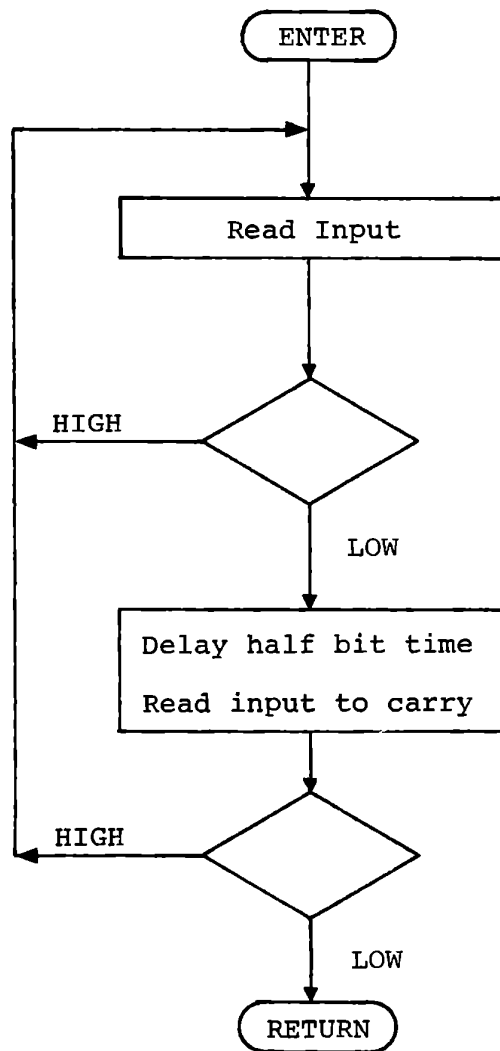 ENTER
Read Input
HIGH
LOW
Delay half bit time
Read input to carry
HIGH
LOW
RETURN